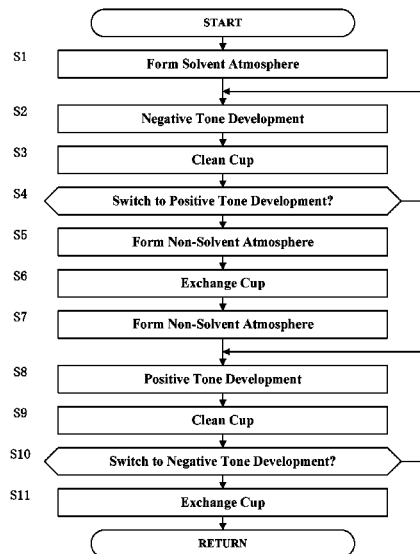 START
S1 Form Solvent Atmosphere
S2 Negative Tone Development
S3 Clean Cup
S4 Switch to Positive Tone Development?
S5 Form Non-Solvent Atmosphere
S6 Exchange Cup
S7 Form Non-Solvent Atmosphere
S8 Positive Tone Development
S9 Clean Cup
S10 Switch to Negative Tone Development?
S11 Exchange Cup
RETURN